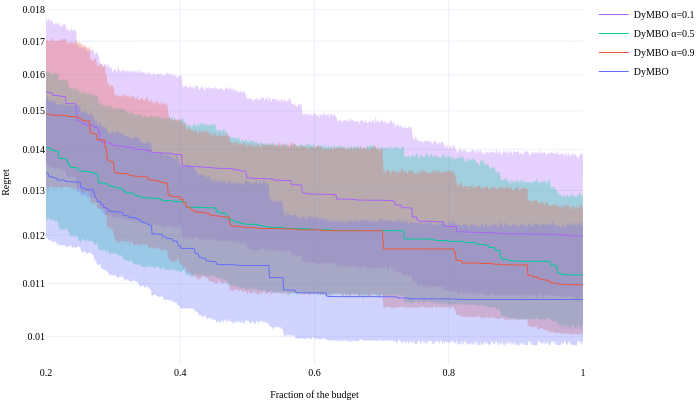 0.018
0.017
0.016
0.015
0.014
0.013
0.012
0.011
0.01
Regret
0.2 0.4 0.6 0.8 1
Fraction of the budget
DyMBO α=0.1
DyMBO α=0.5
DyMBO α=0.9
DyMBO